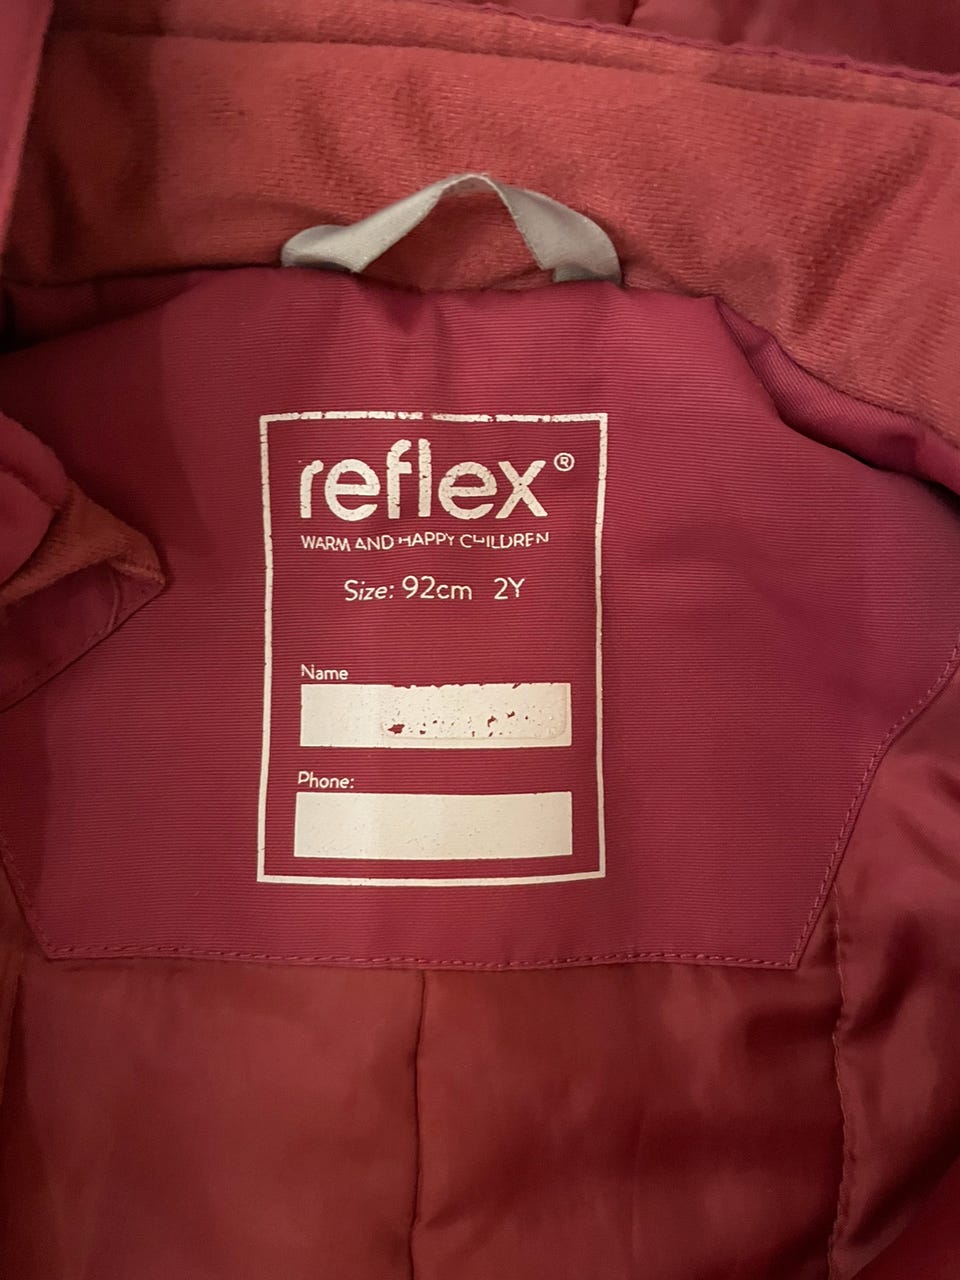 reflex®
WARM AND HAPPY CHILDREN
Size: 92cm 2Y
Name
Phone: